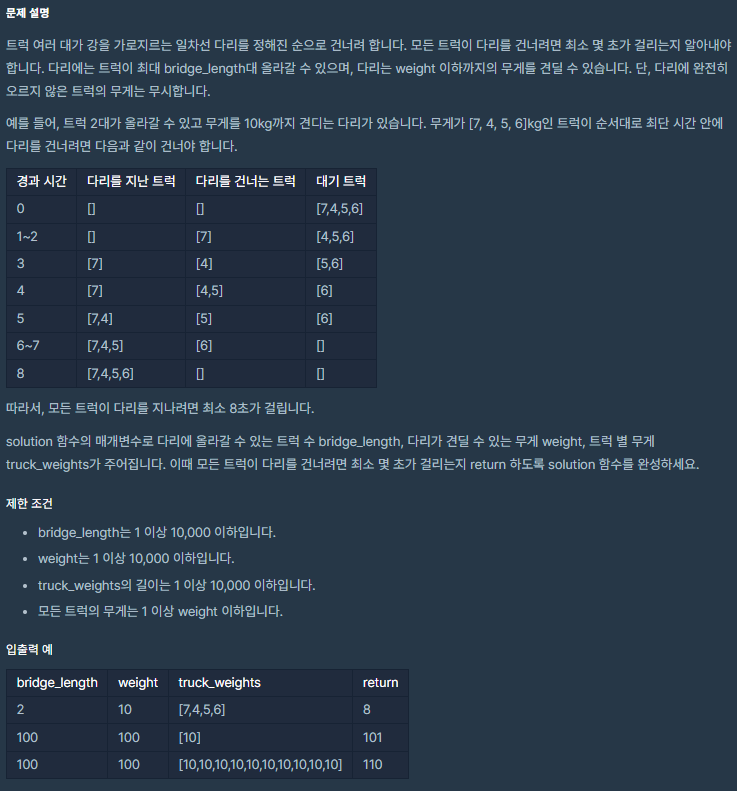 문제 설명
트럭 여러 대가 강을 가로지르는 일차선 다리를 정해진 순으로 건너려 합니다. 모든 트럭이 다리를 건너려면 최소 몇 초가 걸리는지 알아내야
합니다. 다리에는 트럭이 최대 bridge_length대 올라갈 수 있으며, 다리는 weight 이하까지의 무게를 견딜 수 있습니다. 단, 다리에 완전히
오르지 않은 트럭의 무게는 무시합니다.
예를 들어, 트럭 2대가 올라갈 수 있고 무게를 10kg까지 견디는 다리가 있습니다. 무게가 [7, 4, 5, 6]kg인 트럭이 순서대로 최단 시간 안에
다리를 건너려면 다음과 같이 건너야 합니다.
경과 시간 다리를 지난 트럭 다리를 건너는 트럭 대기 트럭
0 [] [] [7,4,5,6]
1~2 [] [7] [4,5,6]
3 [7] [4] [5,6]
4 [7] [4,5] [6]
5 [7,4] [5] [6]
6~7 [7,4,5] [6] []
8 [7,4,5,6] [] []
따라서, 모든 트럭이 다리를 지나려면 최소 8초가 걸립니다.
solution 함수의 매개변수로 다리에 올라갈 수 있는 트럭 수 bridge_length, 다리가 견딜 수 있는 무게 weight, 트럭 별 무게
truck_weights가 주어집니다. 이때 모든 트럭이 다리를 건너려면 최소 몇 초가 걸리는지 return 하도록 solution 함수를 완성하세요.
제한 조건
• bridge_length는 1 이상 10,000 이하입니다.
• weight는 1 이상 10,000 이하입니다.
• truck_weights의 길이는 1 이상 10,000 이하입니다.
• 모든 트럭의 무게는 1 이상 weight 이하입니다.
입출력 예
bridge_length weight truck_weights return
2 10 [7,4,5,6] 8
100 100 [10] 101
100 100 [10,10,10,10,10,10,10,10,10,10] 110